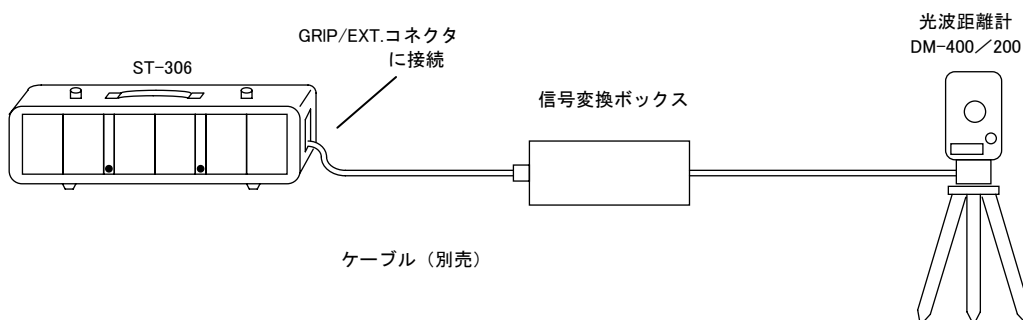 光波距離計
DM-400/200
GRIP/EXT.コネクタ
に接続
ST-306
信号変換ボックス
ケーブル（別売）